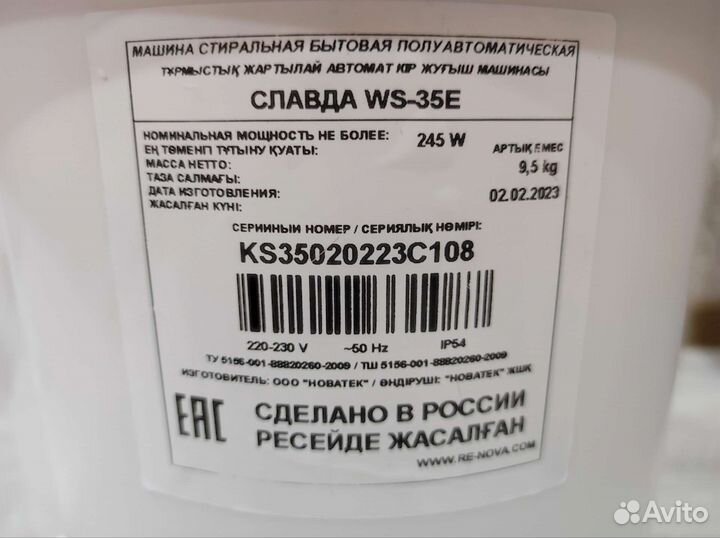 МАШИНА СТИРАЛЬНАЯ БЫТОВАЯ ПОЛУАВТОМАТИЧЕСКАЯ
ТҰРМЫСТЫҚ ЖАРТЫЛАЙ АВТОМАТ КІР ЖУҒЫШ МАШИНАСЫ
СЛАВДА WS-35E
НОМИНАЛЬНАЯ МОЩНОСТЬ НЕ БОЛЕЕ: 245 W
ЕҢ ТӨМЕНГІ ТҰТЫНУ ҚУАТЫ: АРТЫҚ ЕМЕС
МАССА НЕТТО: 9,5 kg
ТАЗА САЛМАҒЫ:
ДАТА ИЗГОТОВЛЕНИЯ: 02.02.2023
ЖАСАЛҒАН КҮНІ:
СЕРИЙНЫЙ НОМЕР / СЕРИЯЛЫҚ НӨМІРІ:
KS35020223C108
220-230 V ~50 Hz IP54
ТУ 5156-001-88820260-2009 / ТШ 5156-001-88820260-2009
ИЗГОТОВИТЕЛЬ: ООО "НОВАТЕК" / ӨНДІРУШІ: "НОВАТЕК" ЖШҚ
EAC СДЕЛАНО В РОССИИ
РЕСЕЙДЕ ЖАСАЛҒАН
WWW.RE-NOVA.COM
Avito